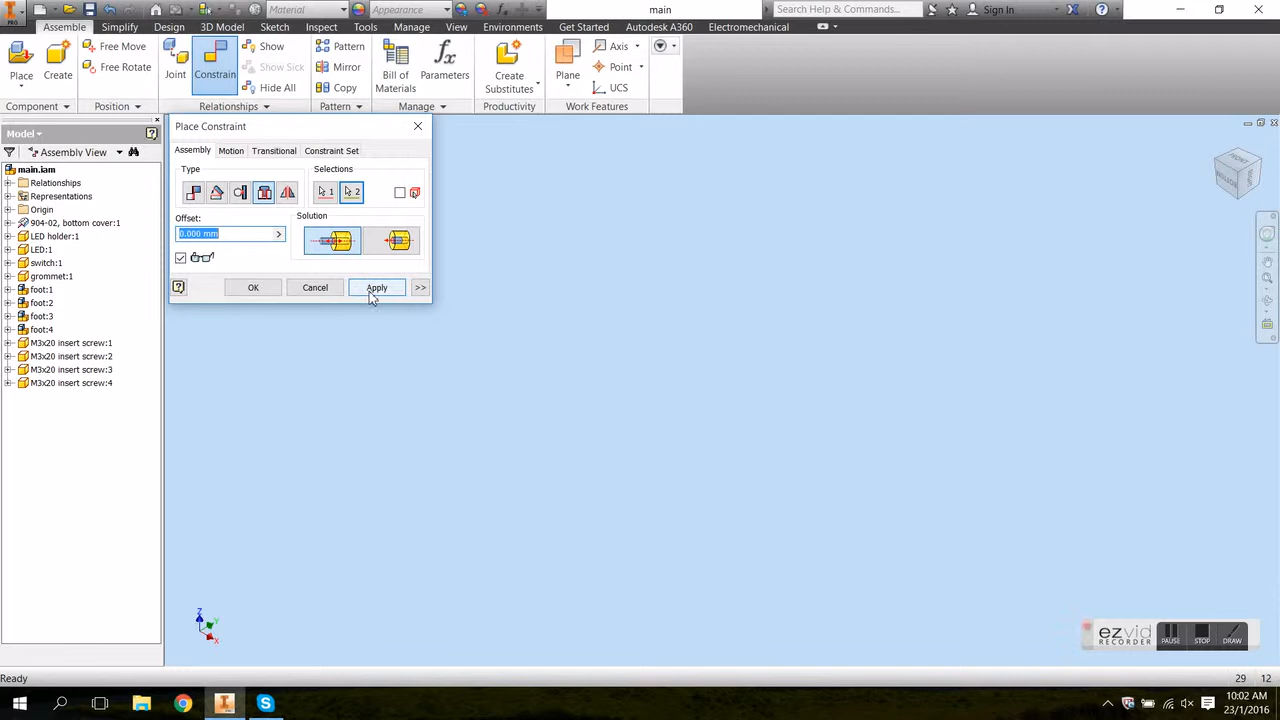 PRO
Material
Appearance
main
Search Help & Commands...
Sign In
Assemble Simplify Design 3D Model Sketch Inspect Tools Manage View Environments Get Started Autodesk A360 Electromechanical
Free Move
Free Rotate
Show
Show Sick
Hide All
Pattern
Mirror
Copy
Axis
Point
UCS
Place Create Joint Constrain Bill of Materials Parameters Create Substitutes Plane
Component Position Relationships Pattern Manage Productivity Work Features
Model
Assembly View
main.iam
Relationships
Representations
Origin
904-02, bottom cover:1
LED holder:1
LED:1
switch:1
grommet:1
foot:1
foot:2
foot:3
foot:4
M3x20 insert screw:1
M3x20 insert screw:2
M3x20 insert screw:3
M3x20 insert screw:4
Place Constraint
Assembly Motion Transitional Constraint Set
Type Selections
1 2
Offset: Solution
0.000 mm
OK Cancel Apply >>
FRONT
BOTTOM
Z
Y
X
ezvid
RECORDER
PAUSE STOP DRAW
Ready 29 12
10:02 AM
23/1/2016